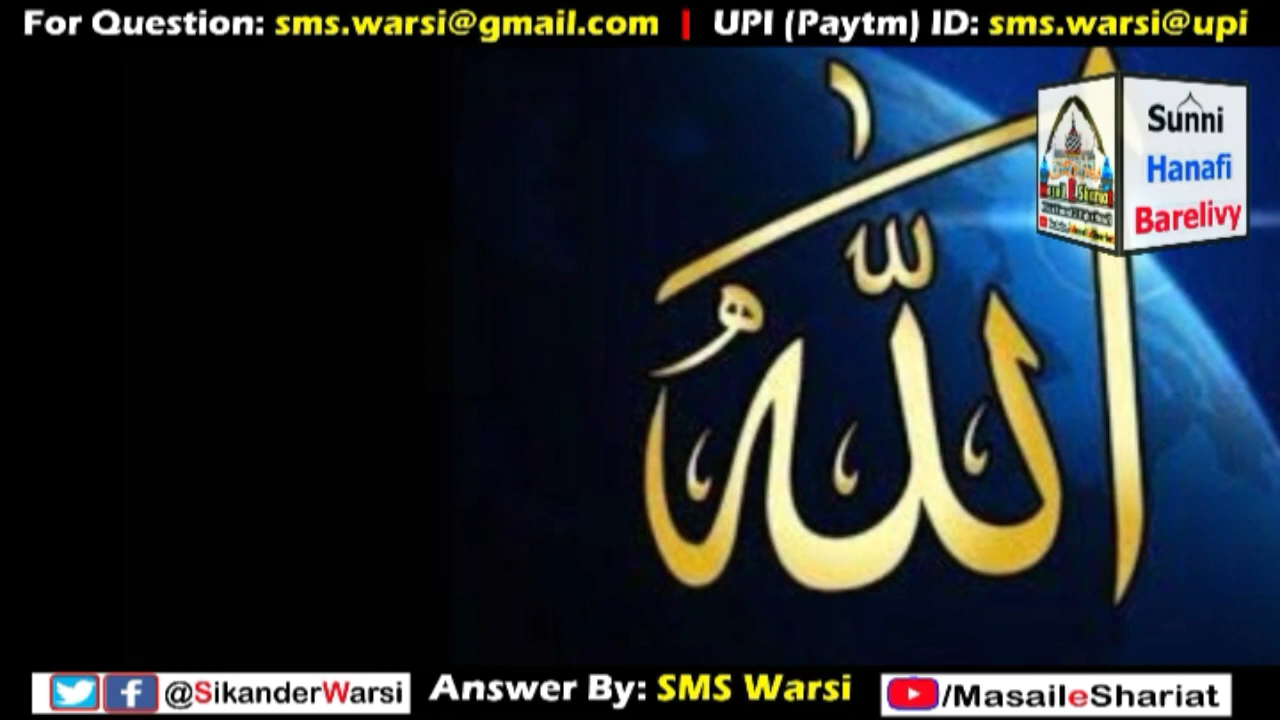 For Question: sms.warsi@gmail.com | UPI (Paytm) ID: sms.warsi@upi
Sunni
Hanafi
Barelivy
الله
@SikanderWarsi
Answer By: SMS Warsi
/MasaileShariat